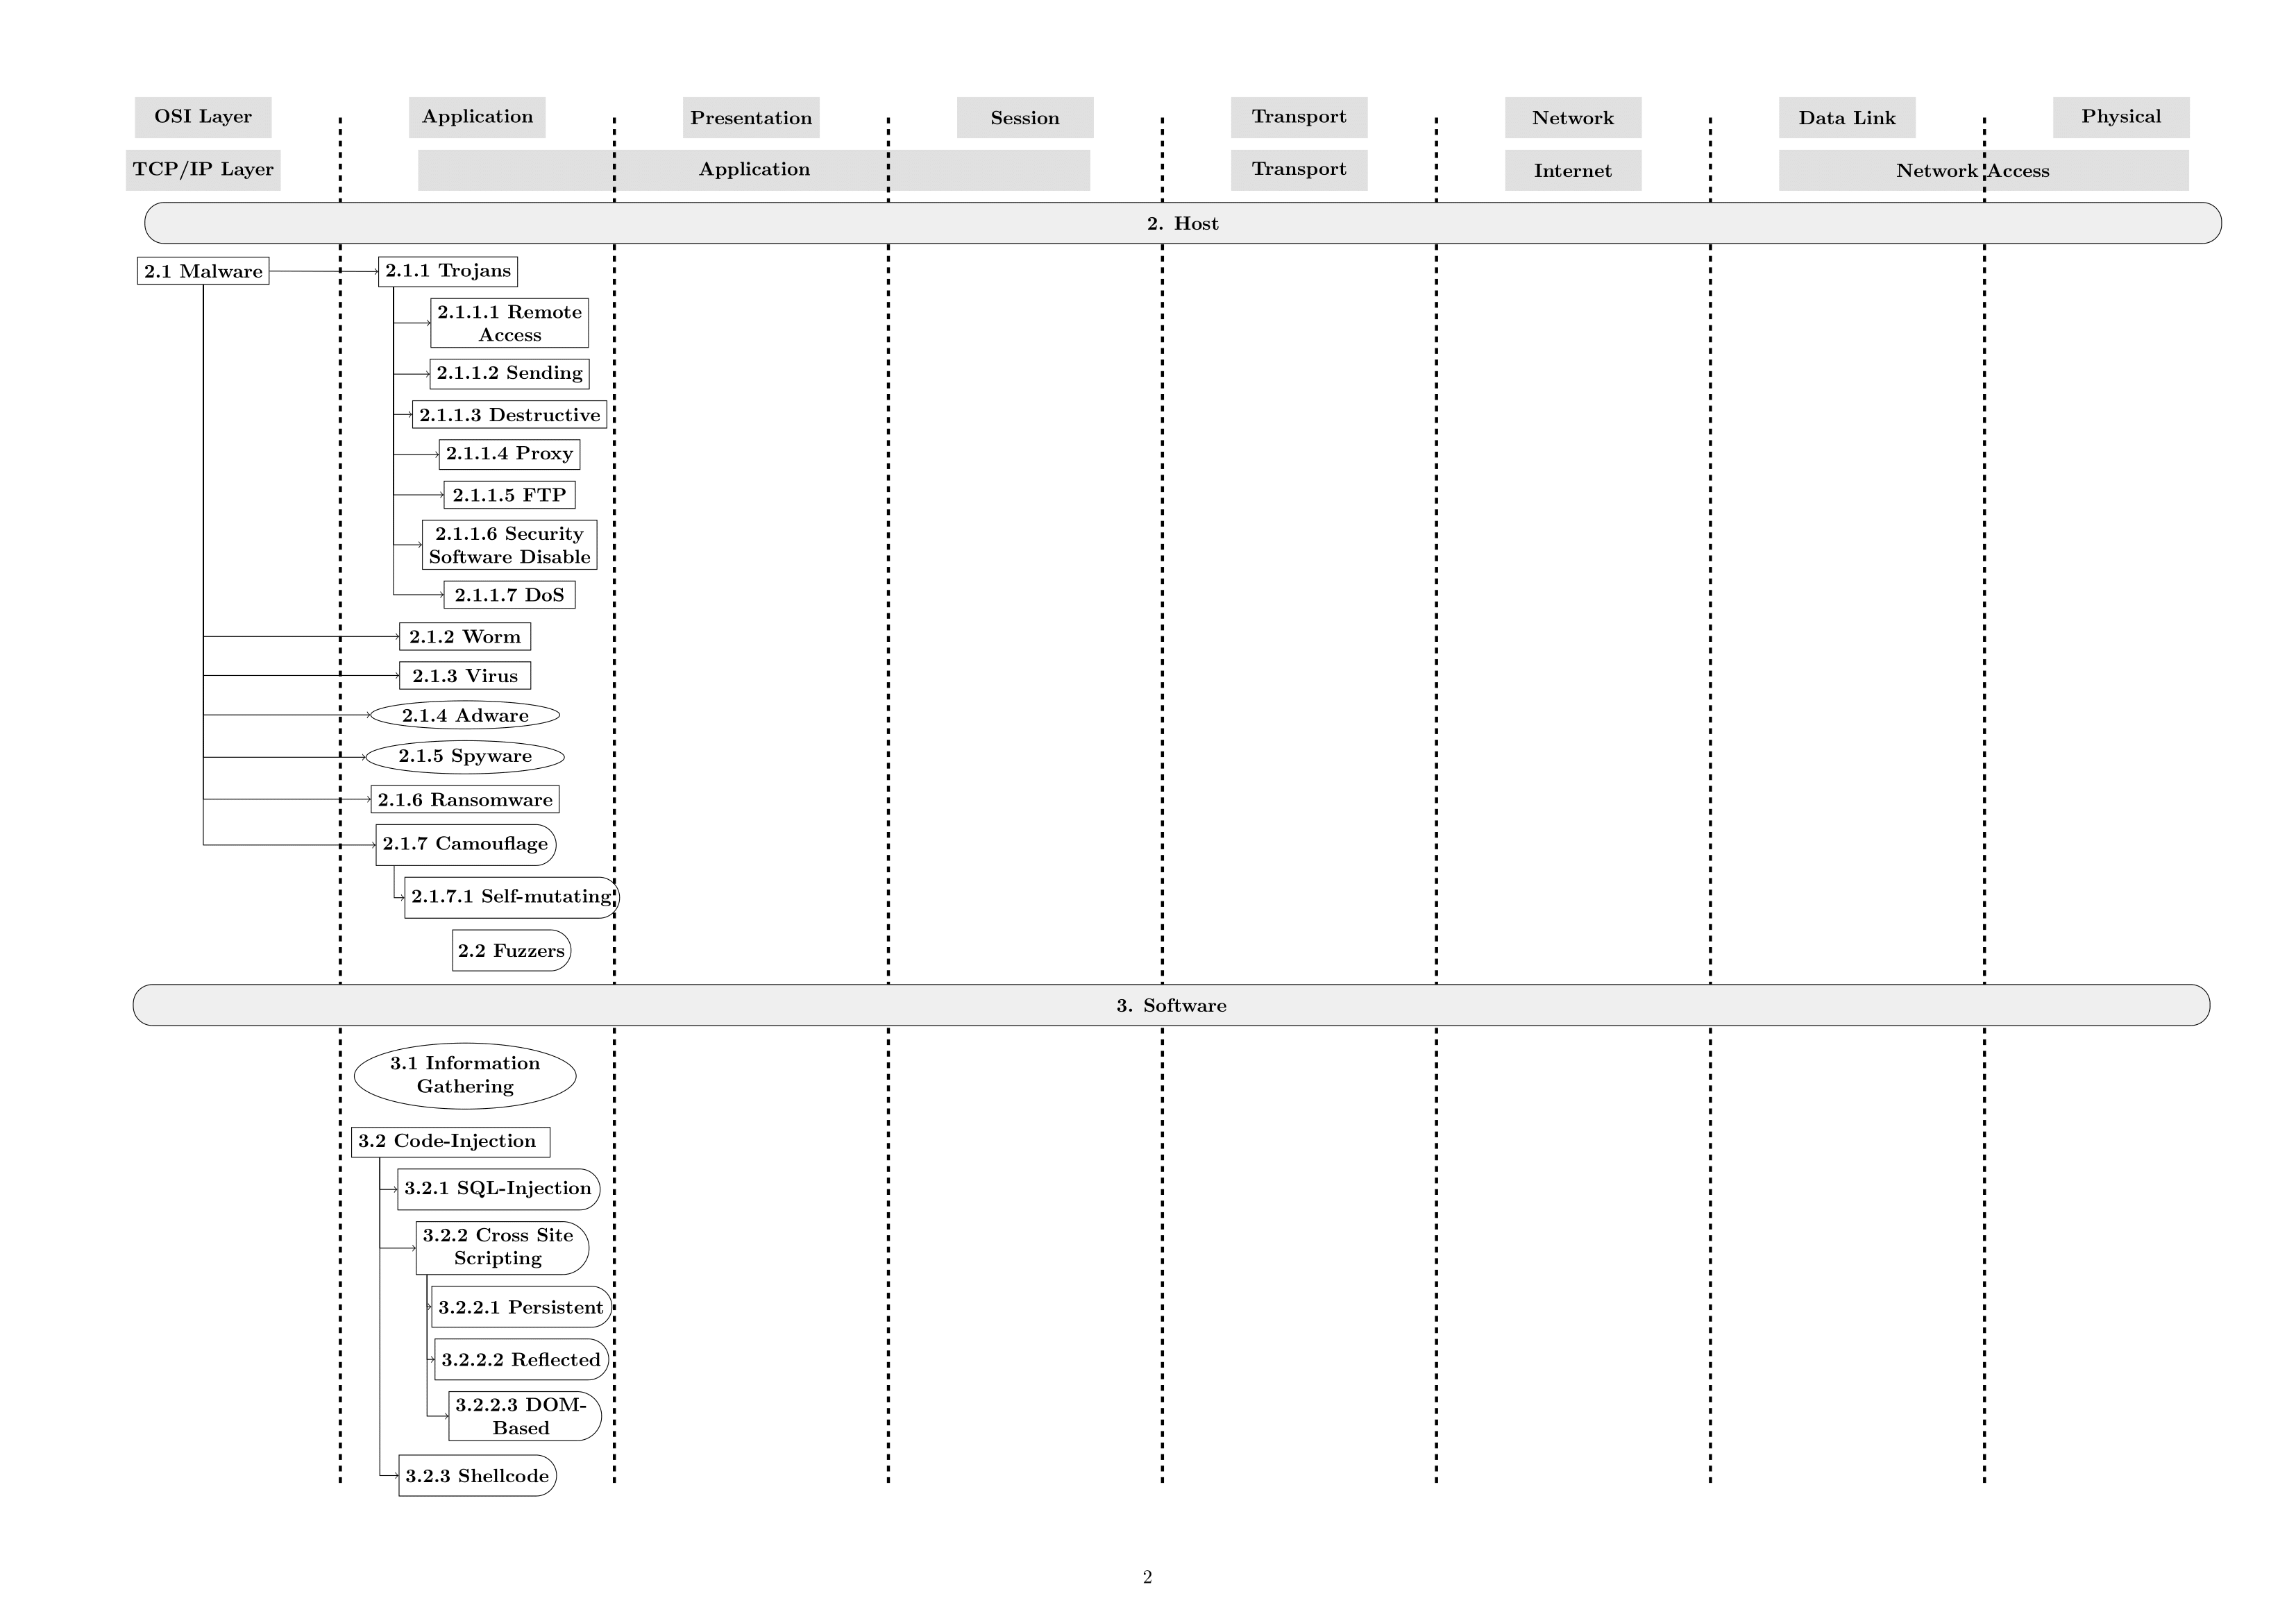 OSI Layer
Application
Presentation
Session
Transport
Network
Data Link
Physical
TCP/IP Layer
Application
Transport
Internet
Network Access
2. Host
2.1 Malware
2.1.1 Trojans
2.1.1.1 Remote
Access
2.1.1.2 Sending
2.1.1.3 Destructive
2.1.1.4 Proxy
2.1.1.5 FTP
2.1.1.6 Security
Software Disable
2.1.1.7 DoS
2.1.2 Worm
2.1.3 Virus
2.1.4 Adware
2.1.5 Spyware
2.1.6 Ransomware
2.1.7 Camouflage
2.1.7.1 Self-mutating
2.2 Fuzzers
3. Software
3.1 Information
Gathering
3.2 Code-Injection
3.2.1 SQL-Injection
3.2.2 Cross Site
Scripting
3.2.2.1 Persistent
3.2.2.2 Reflected
3.2.2.3 DOM-
Based
3.2.3 Shellcode
2